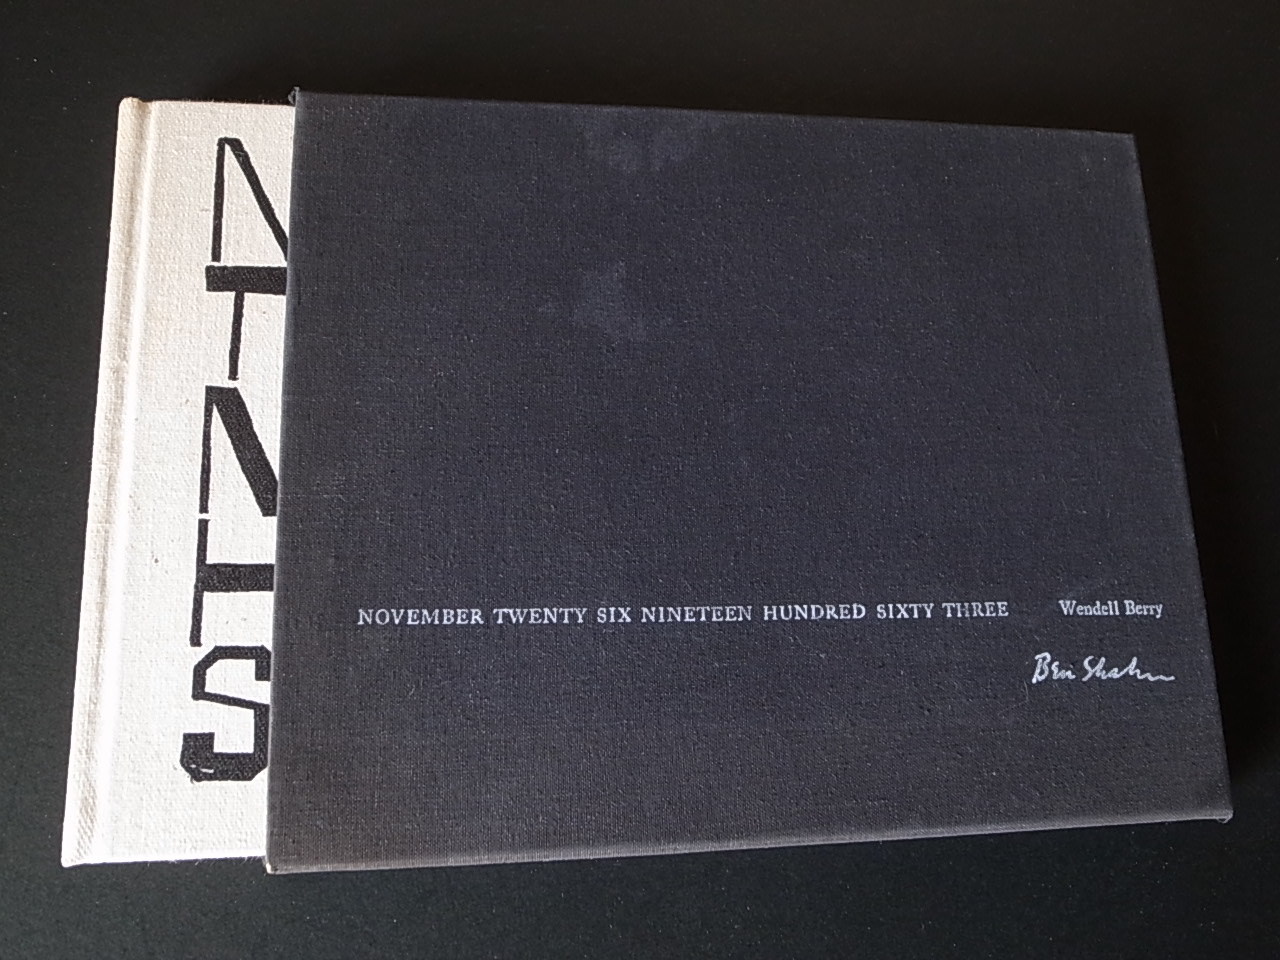 N
T
N
H
S
NOVEMBER TWENTY SIX NINETEEN HUNDRED SIXTY THREE Wendell Berry
Ben Shahn